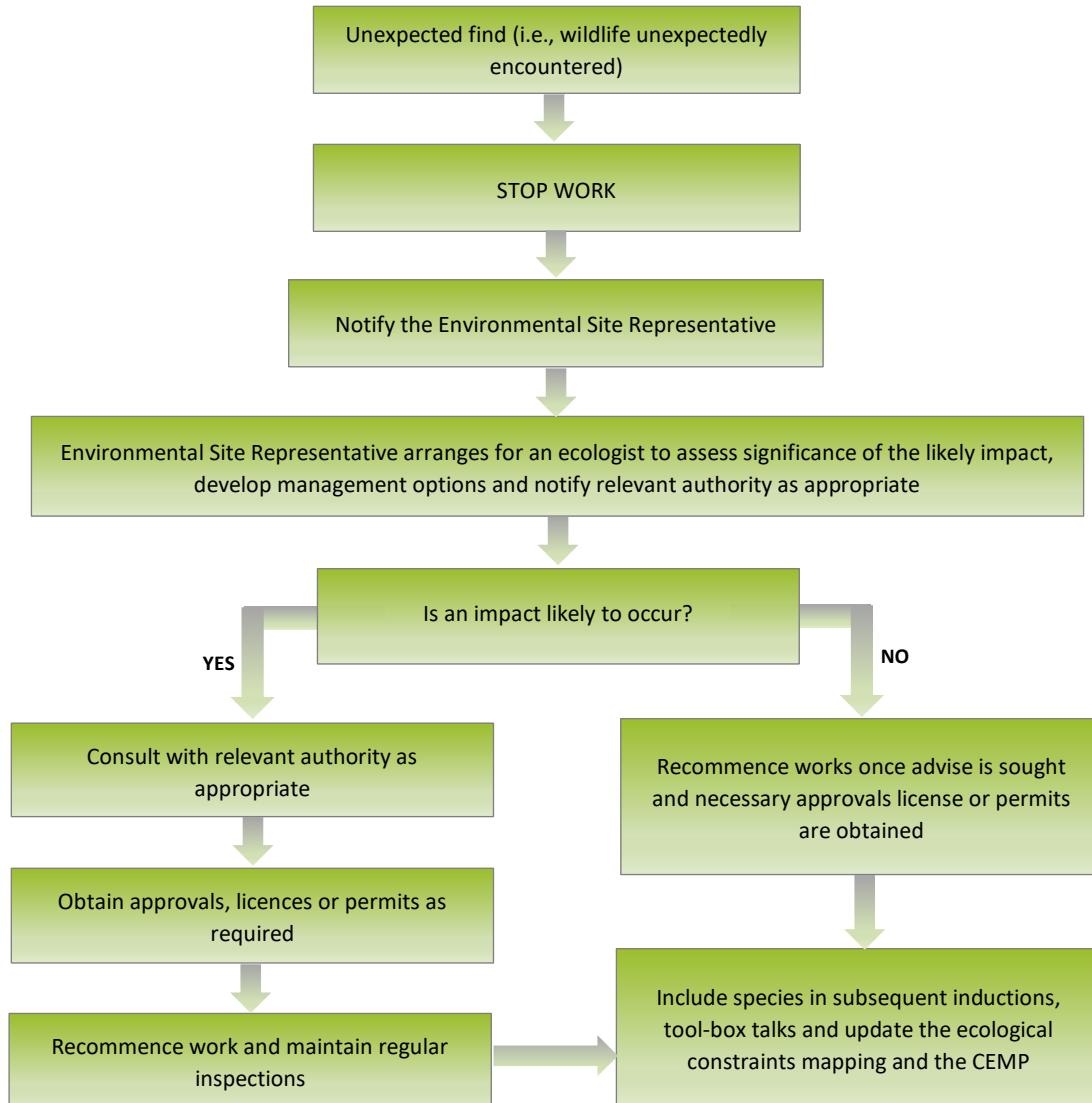 Unexpected find (i.e., wildlife unexpectedly
encountered)
STOP WORK
Notify the Environmental Site Representative
Environmental Site Representative arranges for an ecologist to assess significance of the likely impact,
develop management options and notify relevant authority as appropriate
Is an impact likely to occur?
YES
NO
Consult with relevant authority as
appropriate
Obtain approvals, licences or permits as
required
Recommence work and maintain regular
inspections
Recommence works once advise is sought
and necessary approvals license or permits
are obtained
Include species in subsequent inductions,
tool-box talks and update the ecological
constraints mapping and the CEMP